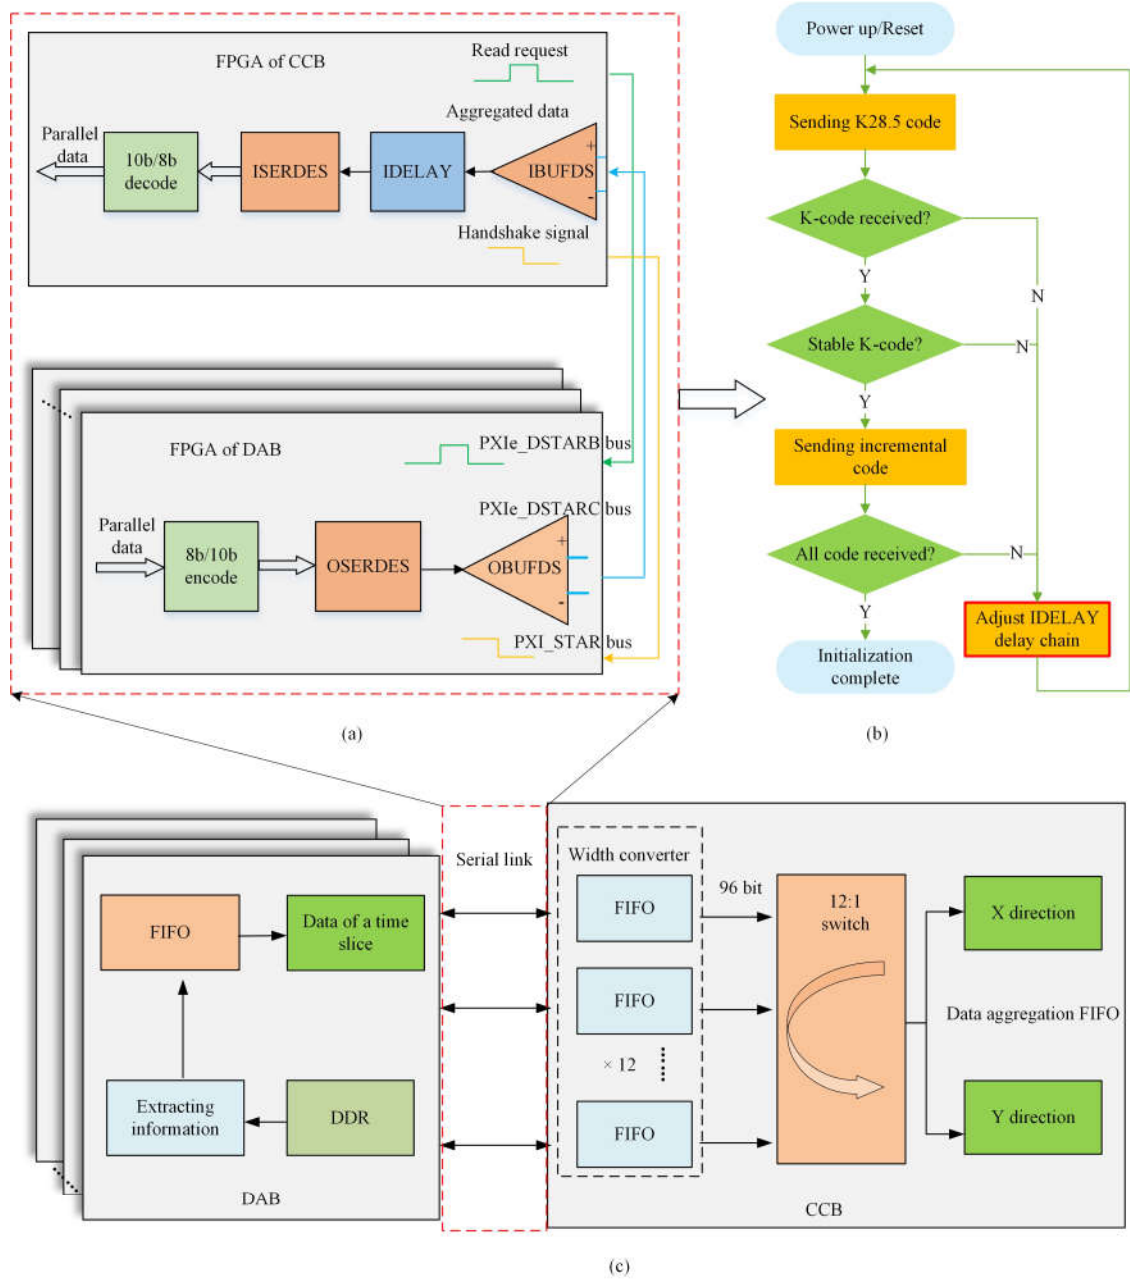 FPGA of CCB
Read request
Aggregated data
Parallel
data
10b/8b
decode
ISERDES
IDELAY
+
IBUFDS
-
Handshake signal
FPGA of DAB
PXIe_DSTARB bus
PXIe_DSTARC bus
Parallel
data
8b/10b
encode
OSERDES
+
OBUFDS
-
PXI_STAR bus
(a)
Power up/Reset
Sending K28.5 code
K-code received?
Y
N
Stable K-code?
N
Y
Sending incremental
code
All code received?
N
Y
Adjust IDELAY
delay chain
Initialization
complete
(b)
FIFO
Data of a time
slice
Extracting
information
DDR
DAB
Serial link
Width converter
FIFO
FIFO
× 12
FIFO
96 bit
12:1
switch
X direction
Data aggregation FIFO
Y direction
CCB
(c)